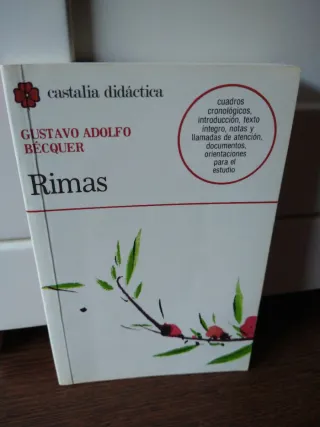 castalia didáctica
GUSTAVO ADOLFO
BÉCQUER
Rimas
cuadros
cronológicos,
introducción, texto
íntegro, notas y
llamadas de atención,
documentos,
orientaciones
para el
estudio